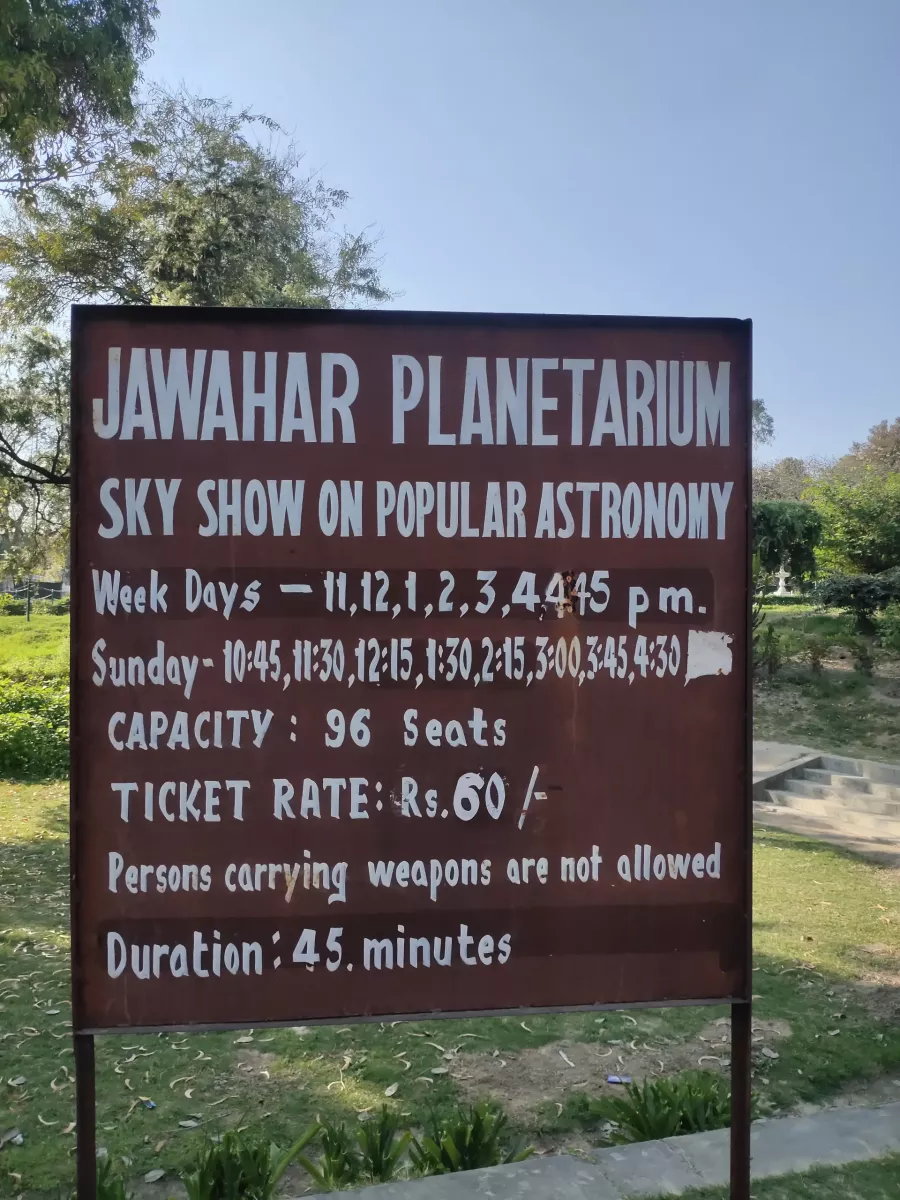 JAWAHAR PLANETARIUM
SKY SHOW ON POPULAR ASTRONOMY
Week Days – 11,12,1,2,3,4,4:45 pm.
Sunday- 10:45,11:30,12:15,1:30,2:15,3:00,3:45,4:30
CAPACITY : 96 Seats
TICKET RATE: Rs.60/-
Persons carrying weapons are not allowed
Duration: 45. minutes